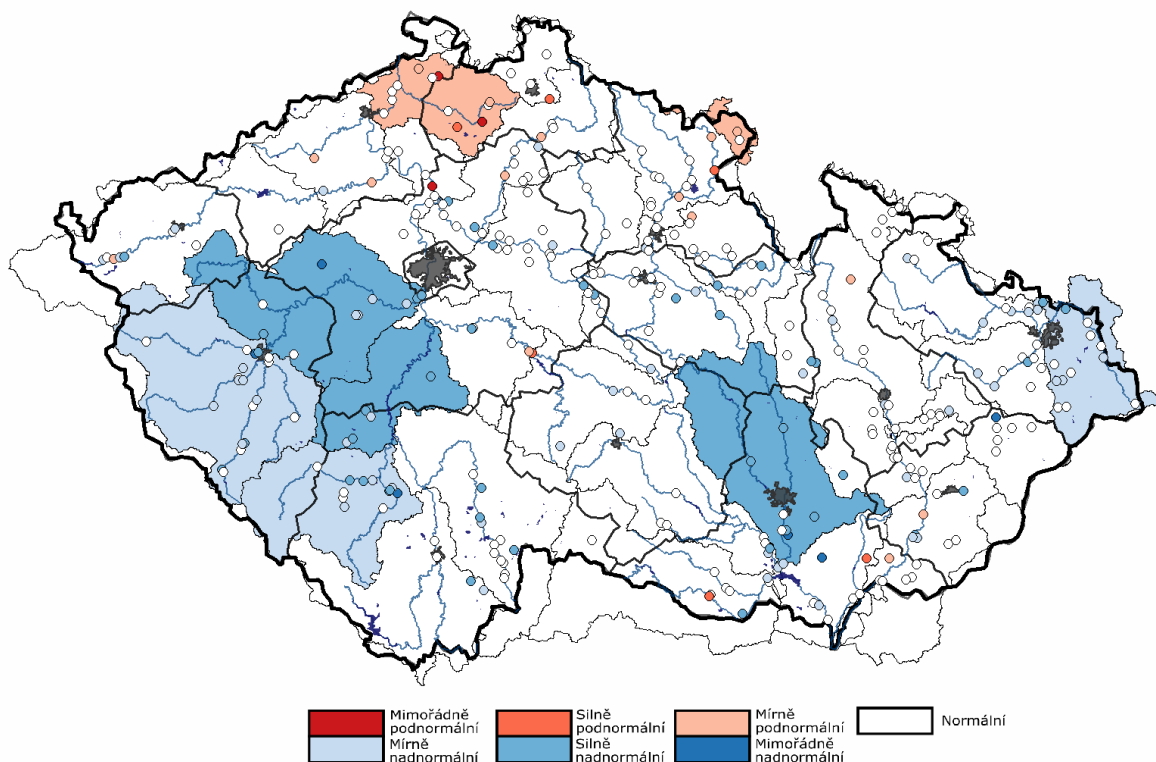 Mimořádně
podnormální
Silně
podnormální
Mírně
podnormální
Normální
Mírně
nadnormální
Silně
nadnormální
Mimořádně
nadnormální